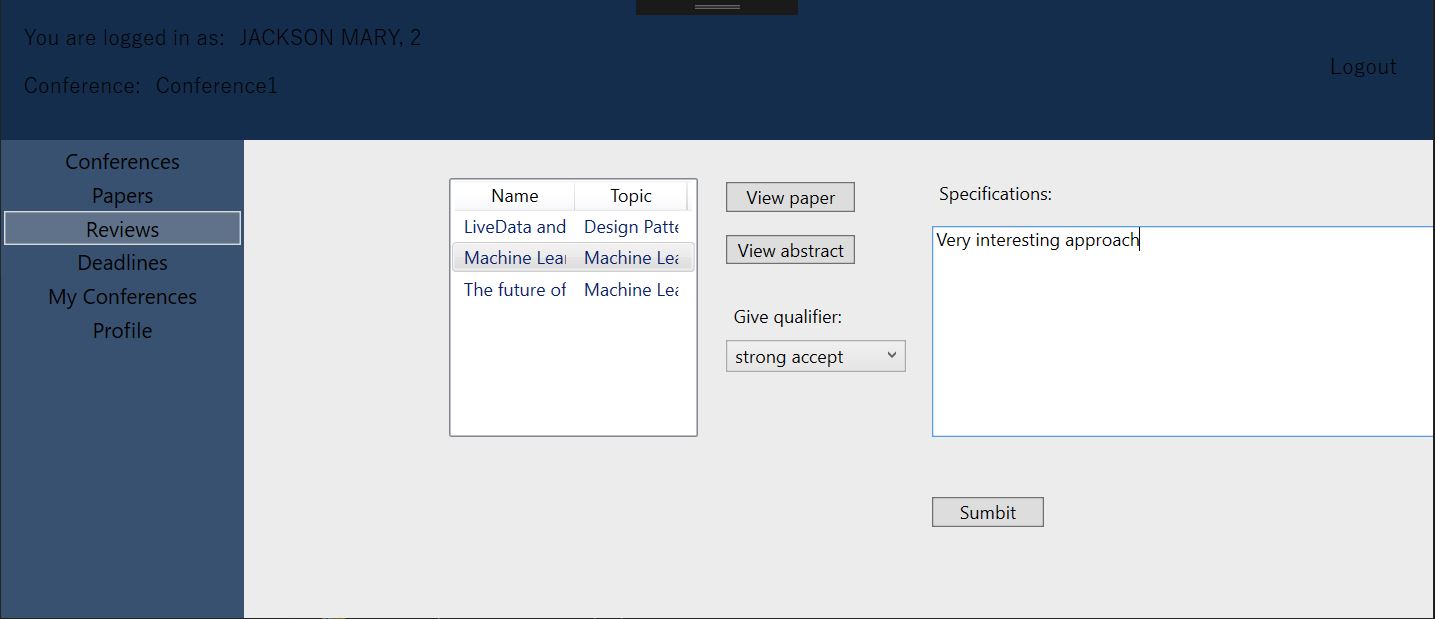 You are logged in as: JACKSON MARY, 2
Conference: Conference1
Logout
Conferences
Papers
Reviews
Deadlines
My Conferences
Profile
Name Topic
LiveData and Design Patte
Machine Lear Machine Lea
The future of Machine Lea
View paper
View abstract
Give qualifier:
strong accept
Specifications:
Very interesting approach
Sumbit